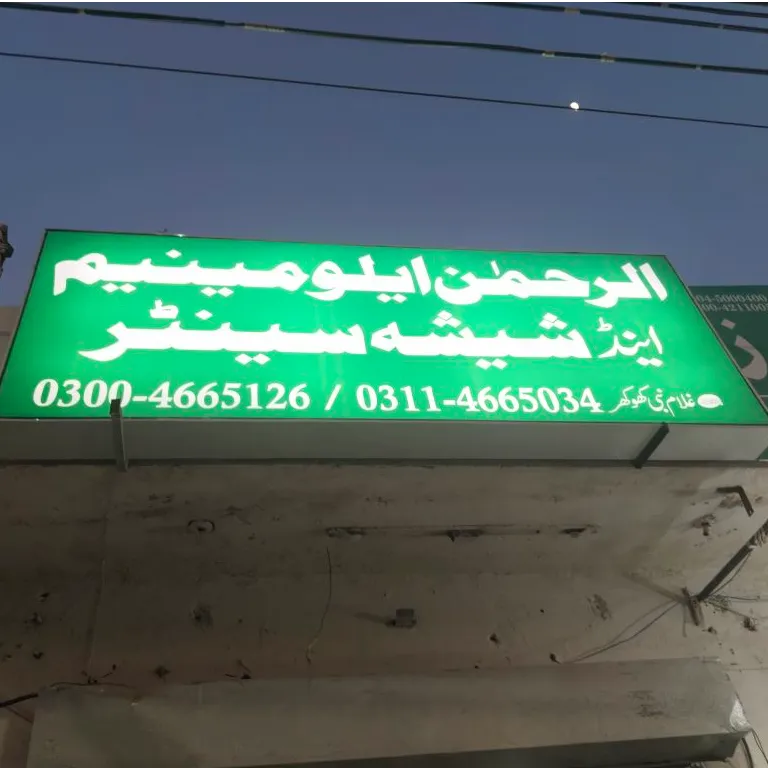 الرحمٰن ایلومینیم
اینڈ شیشہ سینٹر
غلام نبی کھوکھر 0311-4665034 / 0300-4665126